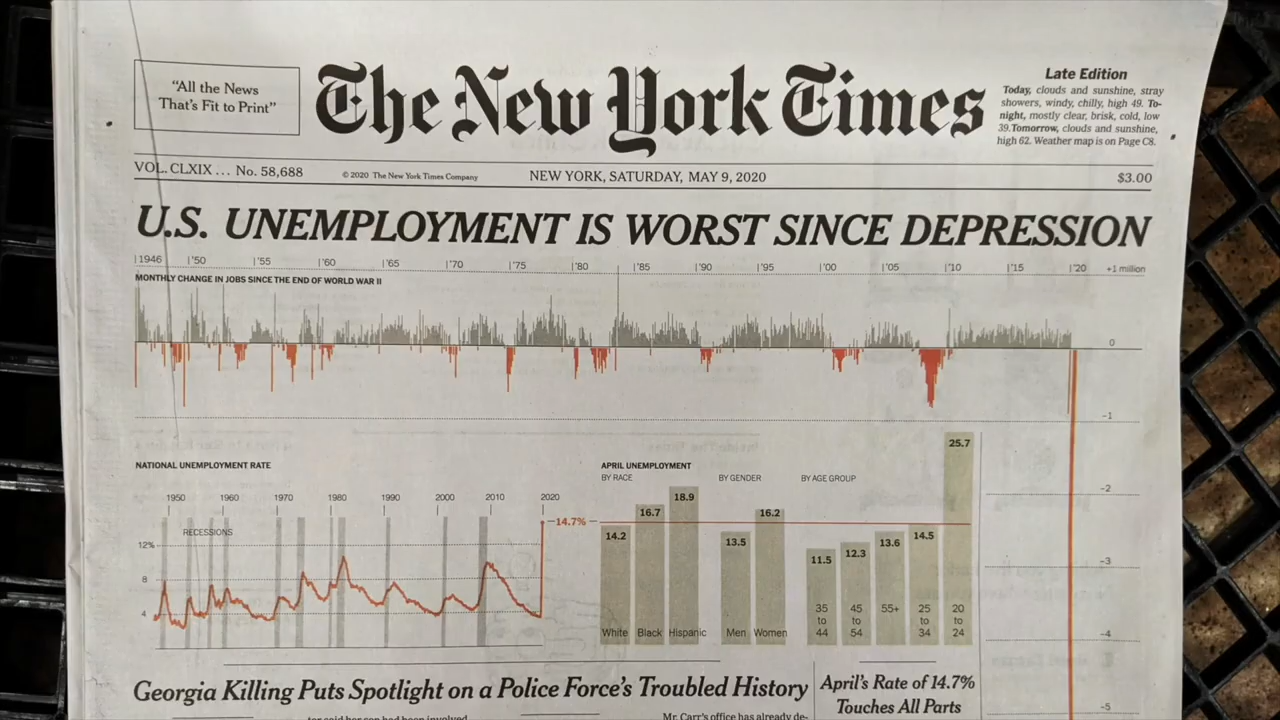 "All the News
That's Fit to Print"
The New York Times
Late Edition
Today, clouds and sunshine, stray
showers, windy, chilly, high 49. To-
night, mostly clear, brisk, cold, low
39.Tomorrow, clouds and sunshine,
high 62. Weather map is on Page C8.
VOL. CLXIX ... No. 58,688
© 2020 The New York Times Company
NEW YORK, SATURDAY, MAY 9, 2020
$3.00
U.S. UNEMPLOYMENT IS WORST SINCE DEPRESSION
1946 '50 '55 '60 '65 '70 '75 '80 '85 '90 '95 '00 '05 '10 '15 '20 +1 million
MONTHLY CHANGE IN JOBS SINCE THE END OF WORLD WAR II
0
–1
–2
–3
–4
–5
NATIONAL UNEMPLOYMENT RATE
1950 1960 1970 1980 1990 2000 2010 2020
RECESSIONS
14.7%
12%
8
4
APRIL UNEMPLOYMENT
BY RACE
14.2 16.7 18.9
White Black Hispanic
BY GENDER
13.5 16.2
Men Women
BY AGE GROUP
11.5 12.3 13.6 14.5 25.7
35 to 44
45 to 54
55+
25 to 34
20 to 24
Georgia Killing Puts Spotlight on a Police Force's Troubled History
April's Rate of 14.7%
Touches All Parts
Mr. Carr's office has already de-